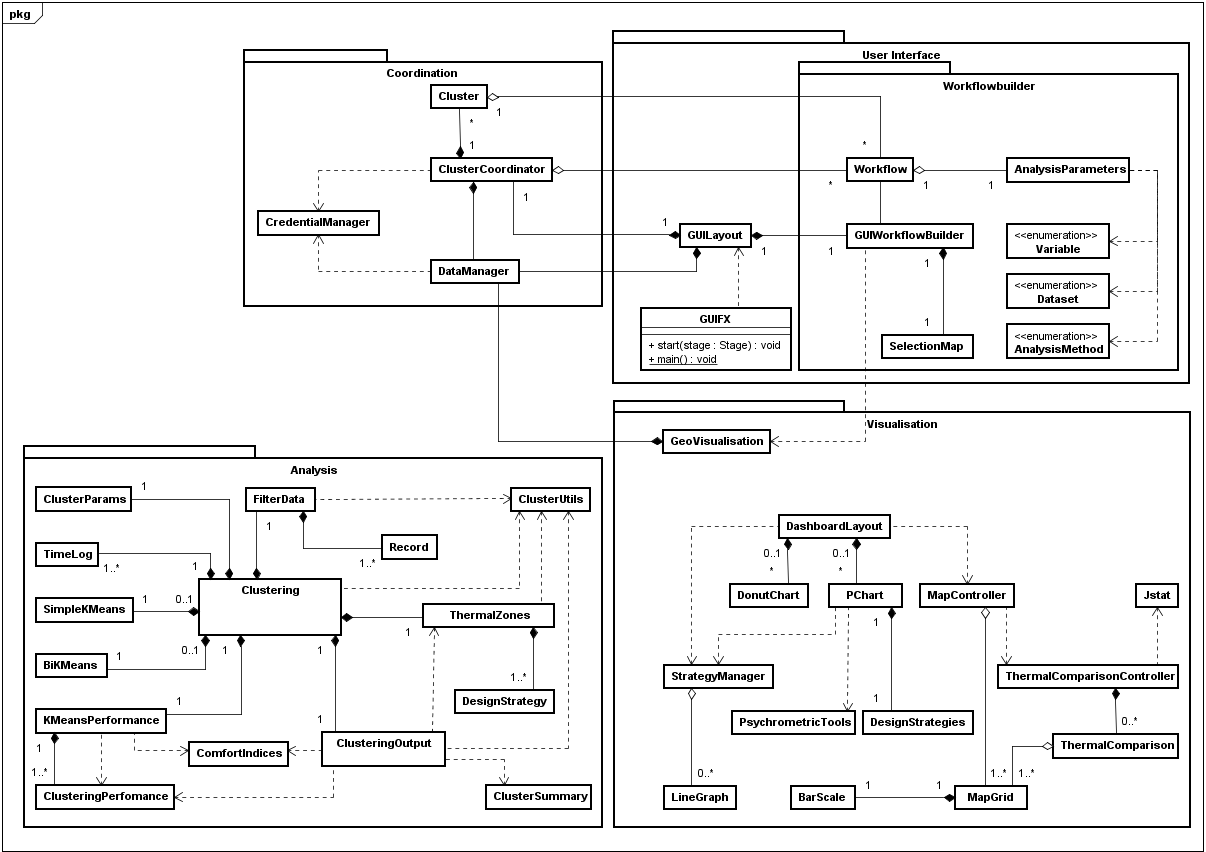 pkg
User Interface
Coordination
Workflowbuilder
Cluster
1
*
*
1
ClusterCoordinator
*
Workflow
1
1
AnalysisParameters
1
CredentialManager
1
GUILayout
1
1
GUIWorkflowBuilder
<<enumeration>>
Variable
DataManager
1
<<enumeration>>
Dataset
GUIFX
+ start(stage : Stage) : void
+ main() : void
1
SelectionMap
<<enumeration>>
AnalysisMethod
Visualisation
GeoVisualisation
Analysis
ClusterParams
1
FilterData
ClusterUtils
1
TimeLog
1..*
1
Record
1..*
Clustering
SimpleKMeans
1
0..1
ThermalZones
1
BiKMeans
1
0..1
1
1
1..*
DesignStrategy
KMeansPerformance
1
1
ClusteringOutput
ComfortIndices
1
1..*
ClusteringPerfomance
ClusterSummary
DashboardLayout
0..1
*
0..1
*
DonutChart
PChart
MapController
Jstat
1
StrategyManager
ThermalComparisonController
1
PsychrometricTools
DesignStrategies
0..*
ThermalComparison
0..*
1..*
1..*
LineGraph
BarScale
1
1
MapGrid